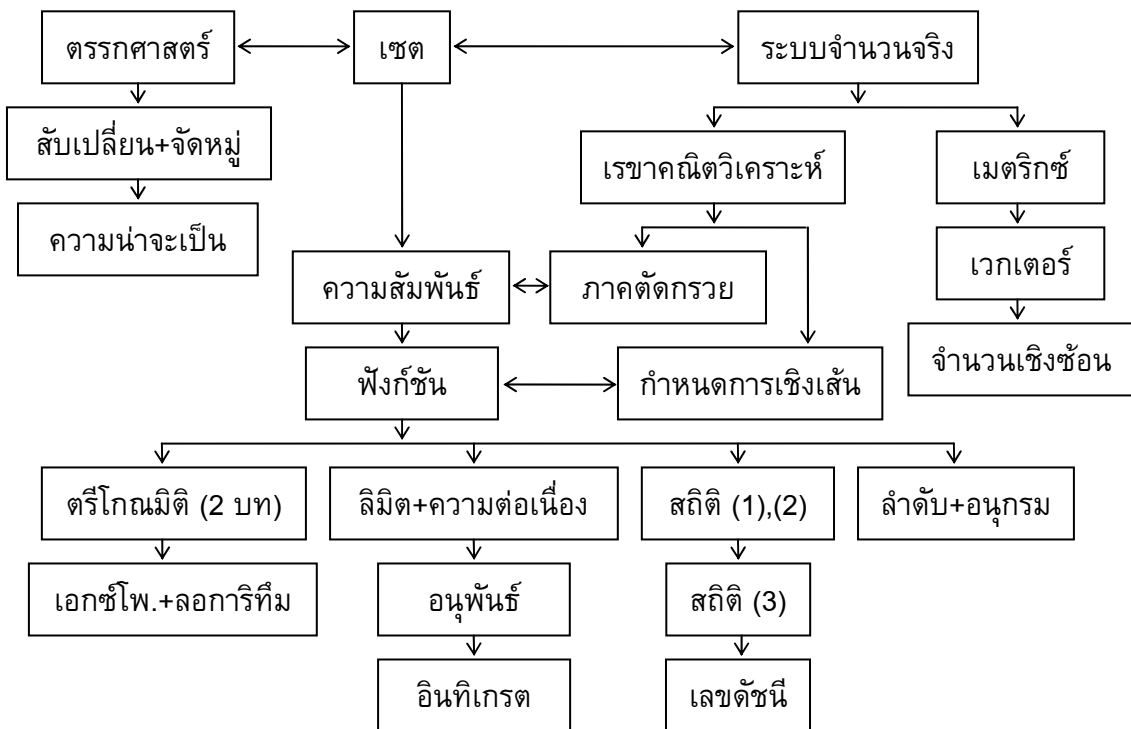 ตรรกศาสตร์
เซต
ระบบจำนวนจริง
สับเปลี่ยน+จัดหมู่
เรขาคณิตวิเคราะห์
เมตริกซ์
ความน่าจะเป็น
เวกเตอร์
ความสัมพันธ์
ภาคตัดกรวย
จำนวนเชิงซ้อน
ฟังก์ชัน
กำหนดการเชิงเส้น
ตรีโกณมิติ (2 บท)
ลิมิต+ความต่อเนื่อง
สถิติ (1),(2)
ลำดับ+อนุกรม
เอกซ์โพ.+ลอการิทึม
อนุพันธ์
สถิติ (3)
อินทิเกรต
เลขดัชนี